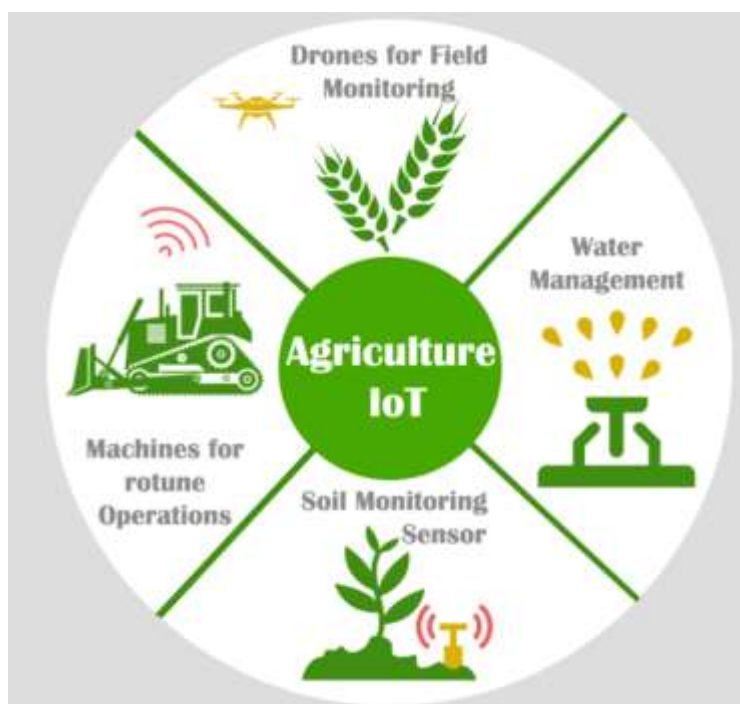 Drones for Field
Monitoring
Water
Management
Agriculture
IoT
Machines for
rotune
Operations
Soil Monitoring
Sensor